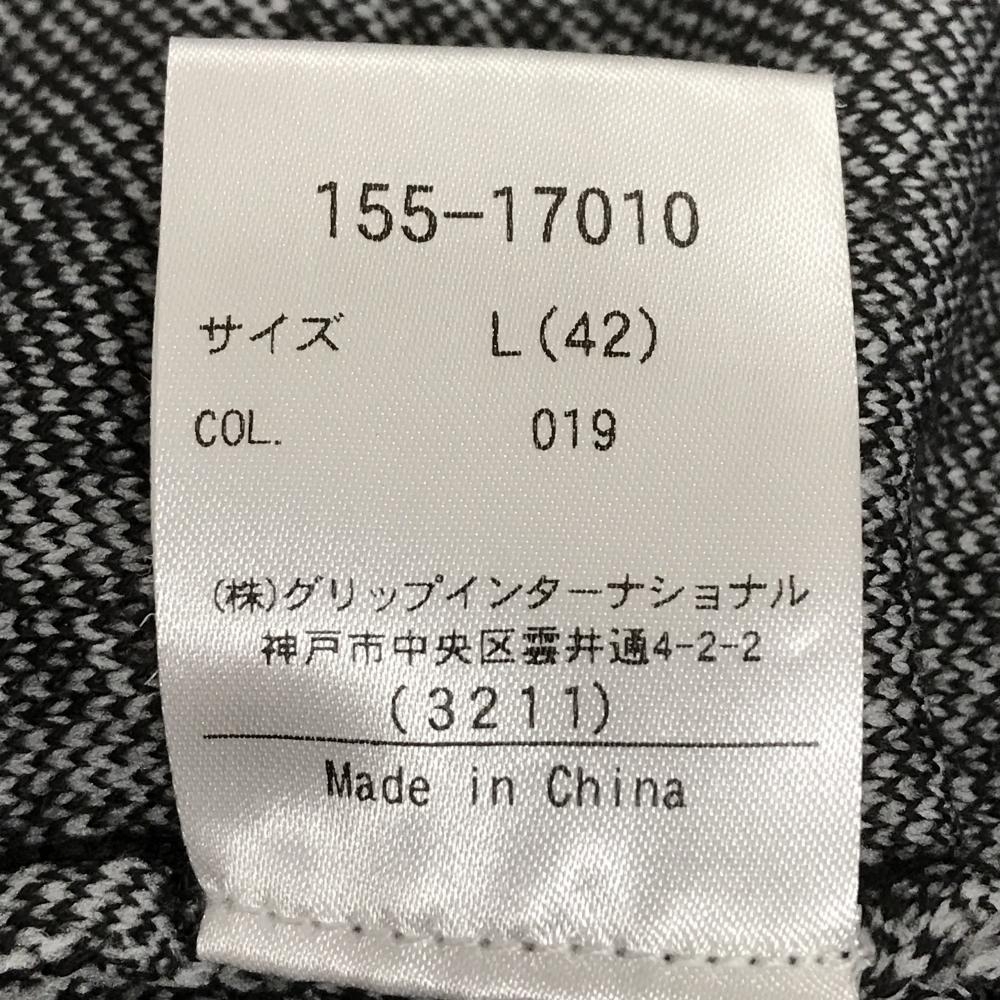 155-17010
サイズ L(42)
COL. 019
(株)グリップインターナショナル
神戸市中央区雲井通4-2-2
(3211)
Made in China